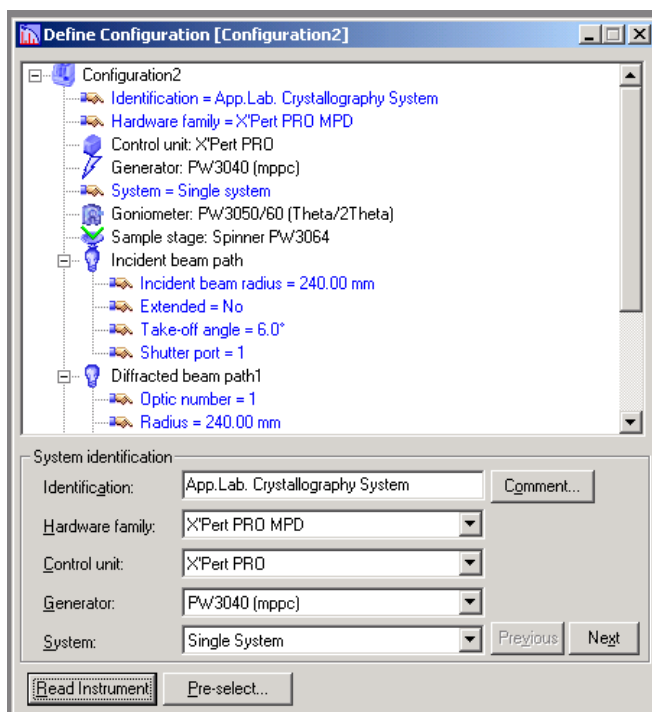 Define Configuration [Configuration2]
Configuration2
Identification = App.Lab. Crystallography System
Hardware family = X'Pert PRO MPD
Control unit: X'Pert PRO
Generator: PW3040 (mppc)
System = Single system
Goniometer: PW3050/60 (Theta/2Theta)
Sample stage: Spinner PW3064
Incident beam path
Incident beam radius = 240.00 mm
Extended = No
Take-off angle = 6.0°
Shutter port = 1
Diffracted beam path1
Optic number = 1
Radius = 240.00 mm
System identification
Identification: App.Lab. Crystallography System Comment...
Hardware family: X'Pert PRO MPD
Control unit: X'Pert PRO
Generator: PW3040 (mppc)
System: Single System Previous Next
Read Instrument Pre-select...